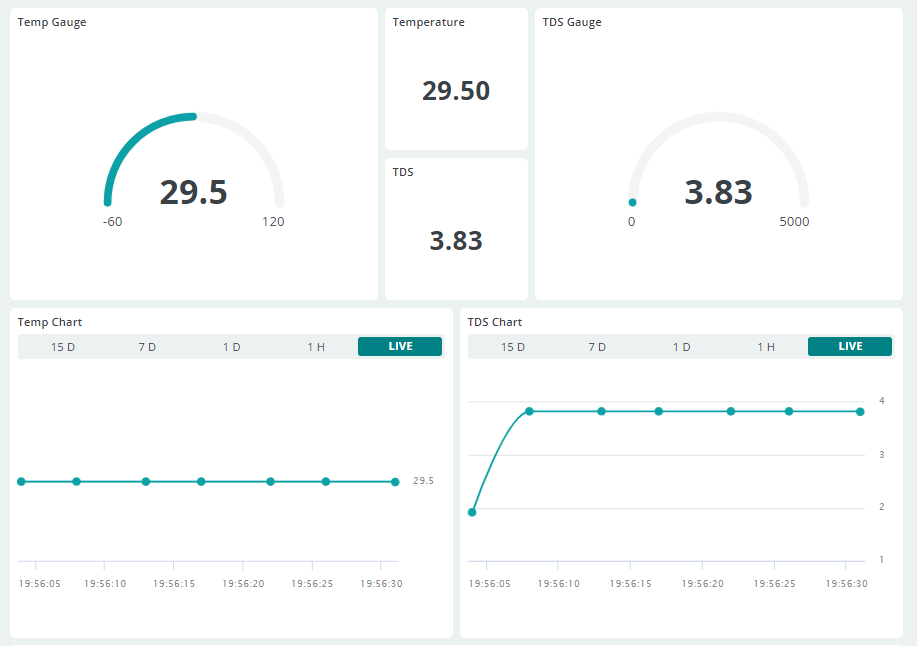 Temp Gauge
29.5
-60 120
Temperature
29.50
TDS
3.83
TDS Gauge
3.83
0 5000
Temp Chart
15 D 7 D 1 D 1 H LIVE
29.5
19:56:05 19:56:10 19:56:15 19:56:20 19:56:25 19:56:30
TDS Chart
15 D 7 D 1 D 1 H LIVE
4
3
2
1
19:56:05 19:56:10 19:56:15 19:56:20 19:56:25 19:56:30